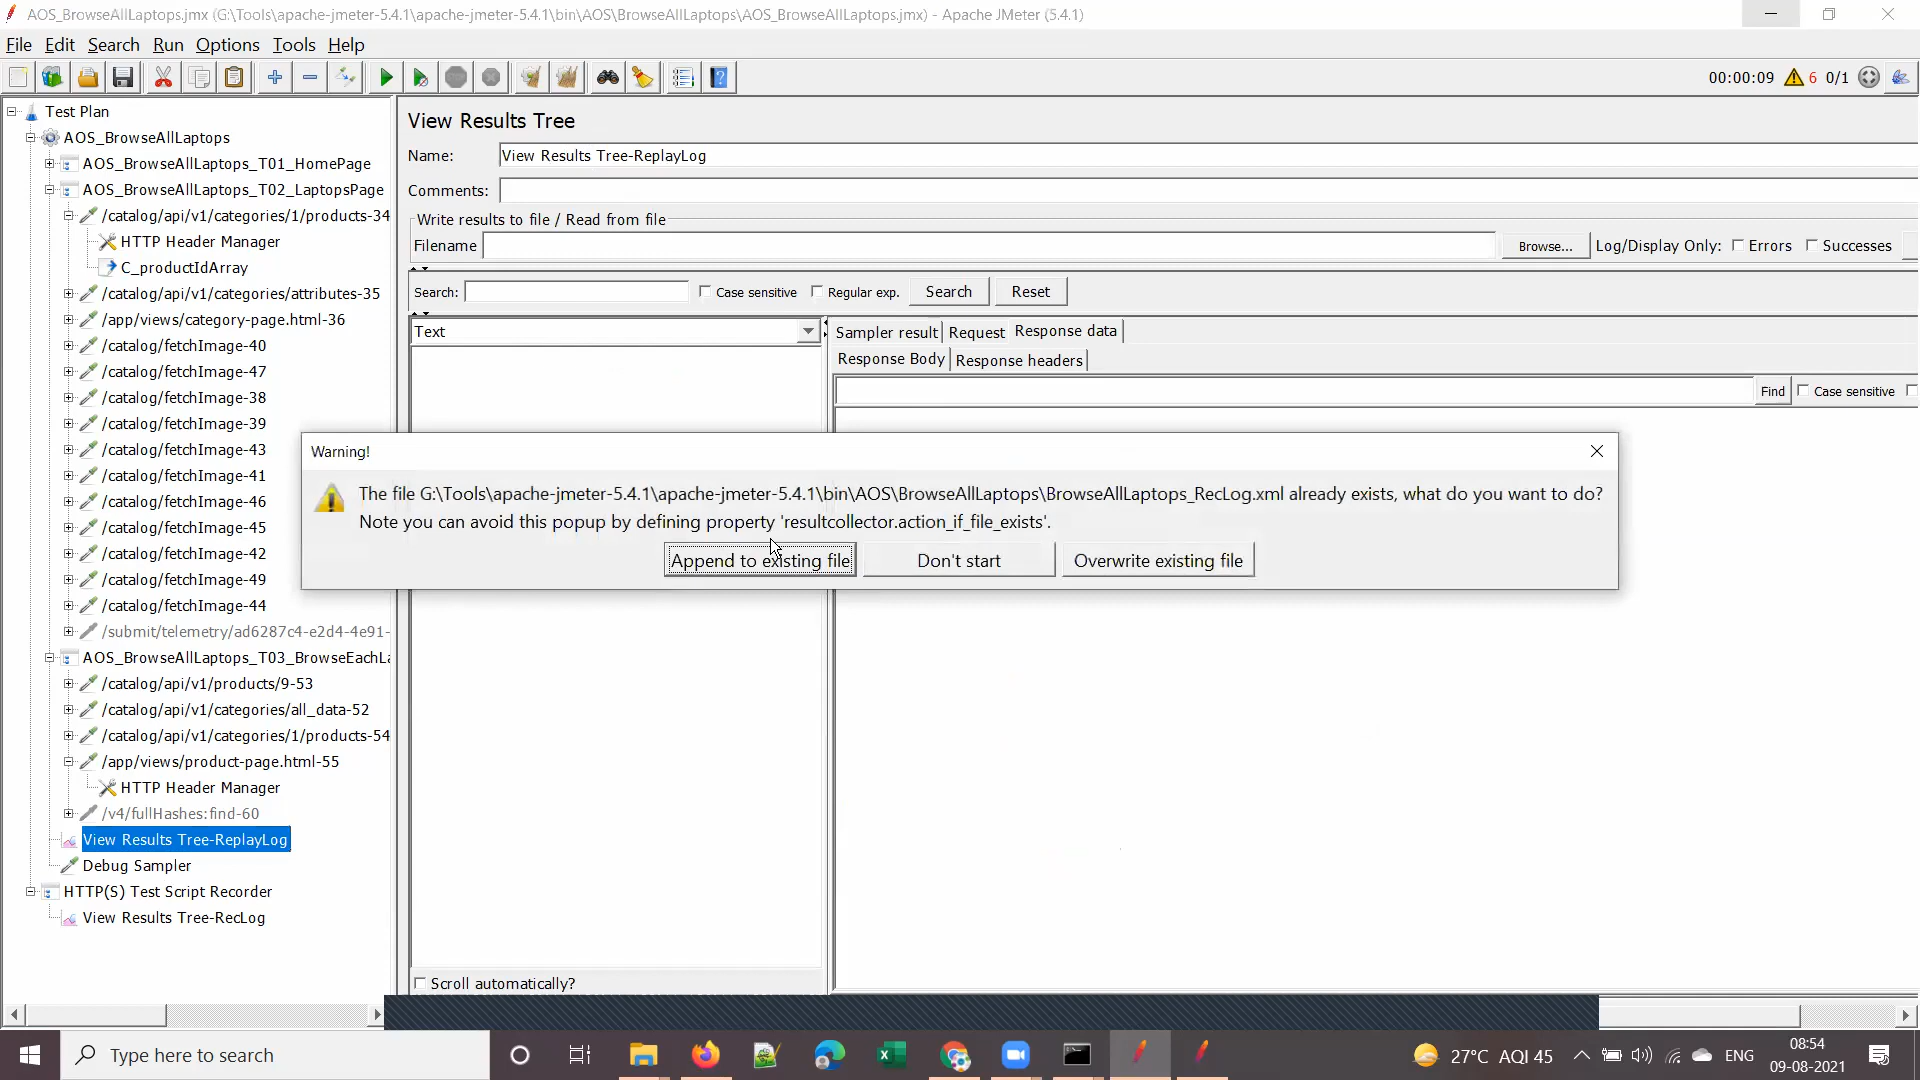 AOS_BrowseAllLaptops.jmx (G:\Tools\apache-jmeter-5.4.1\apache-jmeter-5.4.1\bin\AOS\BrowseAllLaptops\AOS_BrowseAllLaptops.jmx) - Apache JMeter (5.4.1)
File Edit Search Run Options Tools Help
00:00:09 6 0/1
Test Plan
AOS_BrowseAllLaptops
AOS_BrowseAllLaptops_T01_HomePage
AOS_BrowseAllLaptops_T02_LaptopsPage
/catalog/api/v1/categories/1/products-34
HTTP Header Manager
C_productIdArray
/catalog/api/v1/categories/attributes-35
/app/views/category-page.html-36
/catalog/fetchImage-40
/catalog/fetchImage-47
/catalog/fetchImage-38
/catalog/fetchImage-39
/catalog/fetchImage-43
/catalog/fetchImage-41
/catalog/fetchImage-46
/catalog/fetchImage-45
/catalog/fetchImage-42
/catalog/fetchImage-49
/catalog/fetchImage-44
/submit/telemetry/ad6287c4-e2d4-4e91-
AOS_BrowseAllLaptops_T03_BrowseEachLa
/catalog/api/v1/products/9-53
/catalog/api/v1/categories/all_data-52
/catalog/api/v1/categories/1/products-54
/app/views/product-page.html-55
HTTP Header Manager
/v4/fullHashes:find-60
View Results Tree-ReplayLog
Debug Sampler
HTTP(S) Test Script Recorder
View Results Tree-RecLog
View Results Tree
Name: View Results Tree-ReplayLog
Comments:
Write results to file / Read from file
Filename Browse... Log/Display Only: Errors Successes
Search: Case sensitive Regular exp. Search Reset
Text
Sampler result Request Response data
Response Body Response headers
Find Case sensitive
Scroll automatically?
Warning!
The file G:\Tools\apache-jmeter-5.4.1\apache-jmeter-5.4.1\bin\AOS\BrowseAllLaptops\BrowseAllLaptops_RecLog.xml already exists, what do you want to do?
Note you can avoid this popup by defining property 'resultcollector.action_if_file_exists'.
Append to existing file Don't start Overwrite existing file
Type here to search
27°C AQI 45
ENG
08:54
09-08-2021